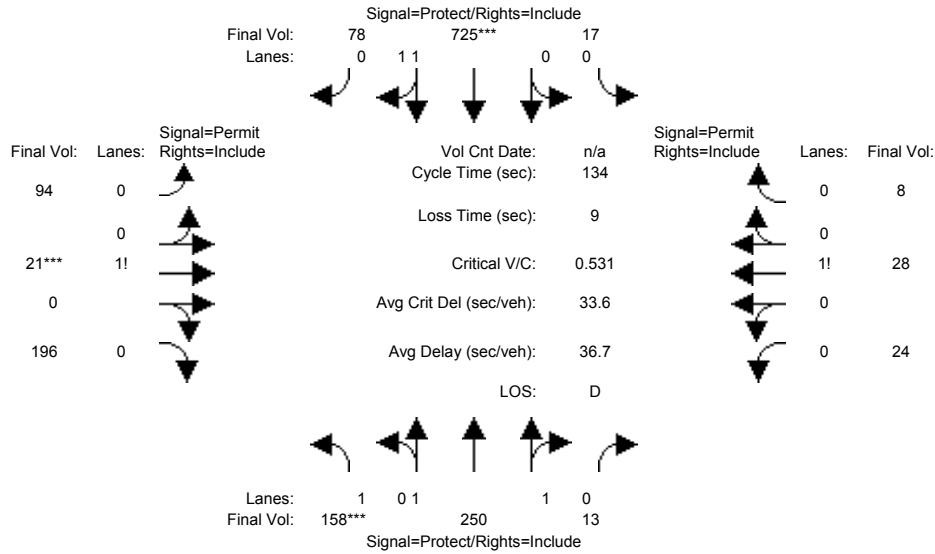 Signal=Protect/Rights=Include
Final Vol: 78 725*** 17
Lanes: 0 1 1 0 0
Signal=Permit Signal=Permit
Final Vol: Lanes: Rights=Include Vol Cnt Date: n/a Rights=Include Lanes: Final Vol:
Cycle Time (sec): 134
94 0 0 8
Loss Time (sec): 9
0 0
21*** 1! Critical V/C: 0.531 1! 28
0 0 Avg Crit Del (sec/veh): 33.6 0
196 0 Avg Delay (sec/veh): 36.7 0 24
LOS: D
Lanes: 1 0 1 1 0
Final Vol: 158*** 250 13
Signal=Protect/Rights=Include